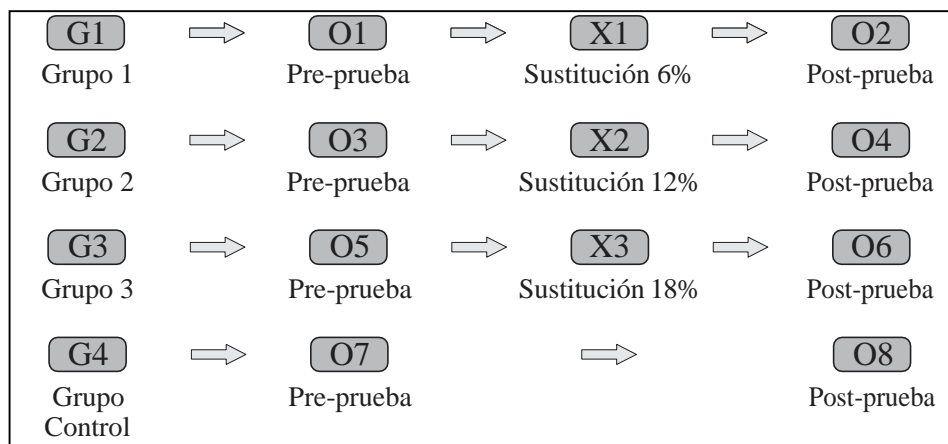 G1 O1 X1 O2
Grupo 1 Pre-prueba Sustitución 6% Post-prueba
G2 O3 X2 O4
Grupo 2 Pre-prueba Sustitución 12% Post-prueba
G3 O5 X3 O6
Grupo 3 Pre-prueba Sustitución 18% Post-prueba
G4 O7 O8
Grupo Pre-prueba Post-prueba
Control